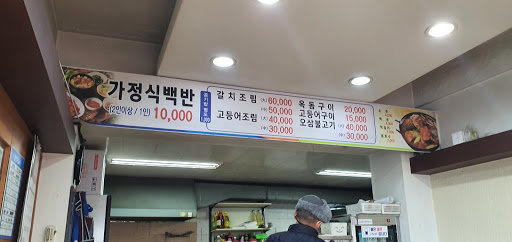 가정식백반
(2인이상 / 1인) 10,000
갈치조림 (大) 60,000
(中) 50,000
고등어조림 (大) 40,000
(中) 30,000
옥돔구이 20,000
고등어구이 15,000
오삼불고기 (大) 40,000
(中) 30,000